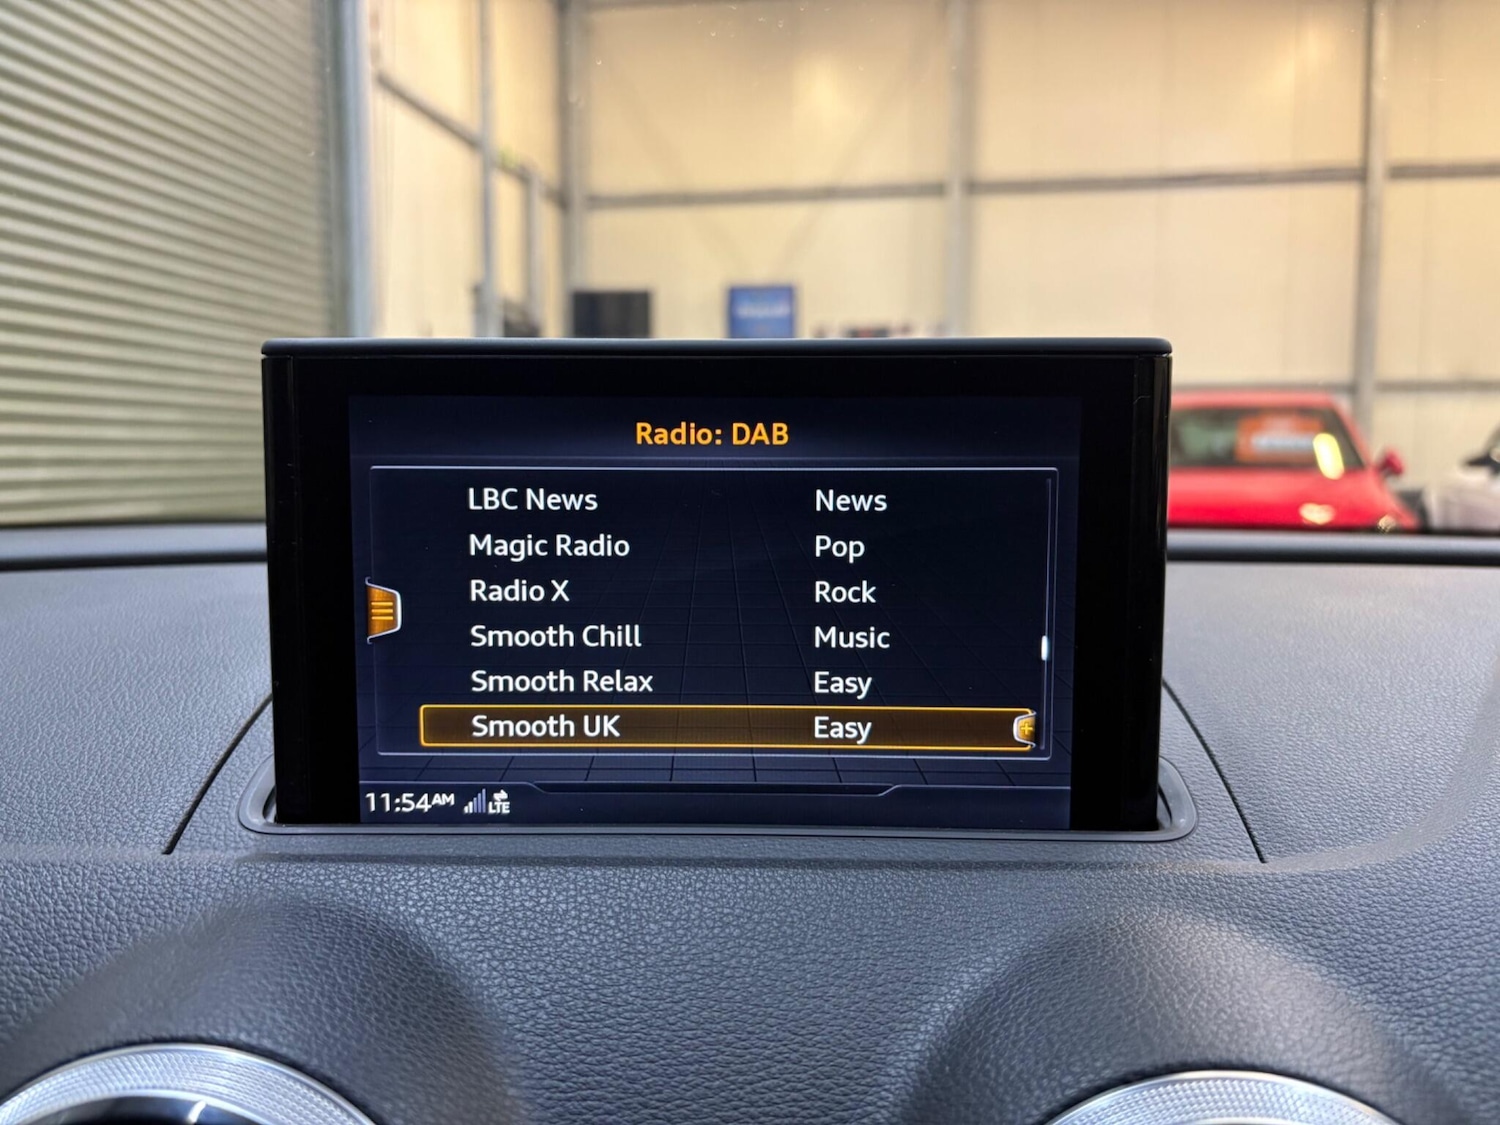 Radio: DAB
LBC News News
Magic Radio Pop
Radio X Rock
Smooth Chill Music
Smooth Relax Easy
Smooth UK Easy
11:54AM LTE